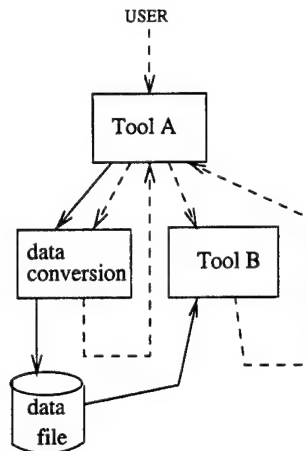 USER
Tool A
data
conversion
Tool B
data
file